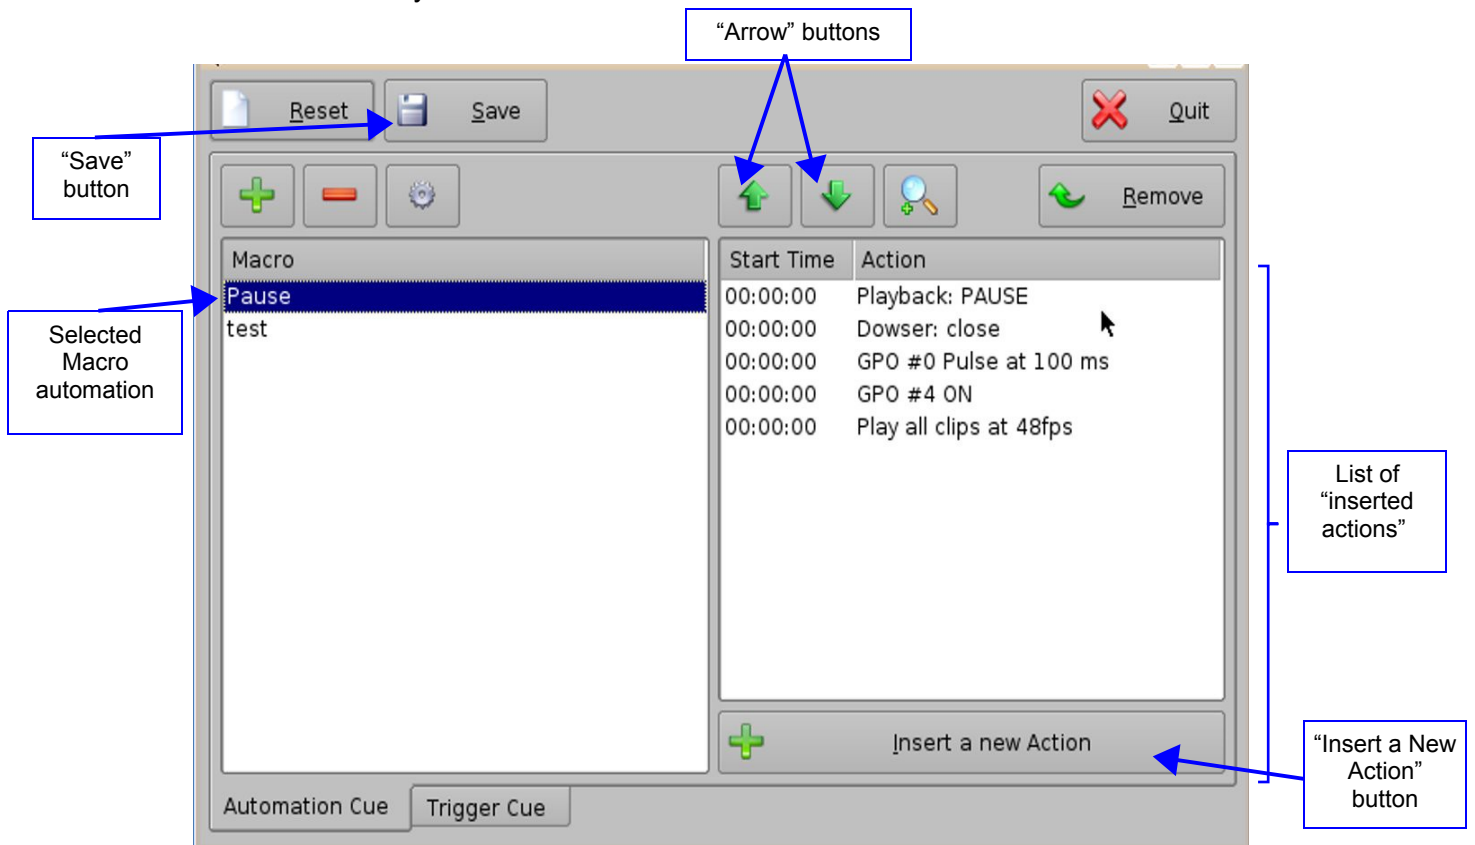 “Arrow” buttons
Reset
Save
Quit
“Save”
button
Remove
Macro
Start Time Action
Pause
test
00:00:00 Playback: PAUSE
00:00:00 Dowser: close
00:00:00 GPO #0 Pulse at 100 ms
00:00:00 GPO #4 ON
00:00:00 Play all clips at 48fps
Selected
Macro
automation
List of
“inserted
actions”
Insert a new Action
“Insert a New
Action”
button
Automation Cue
Trigger Cue